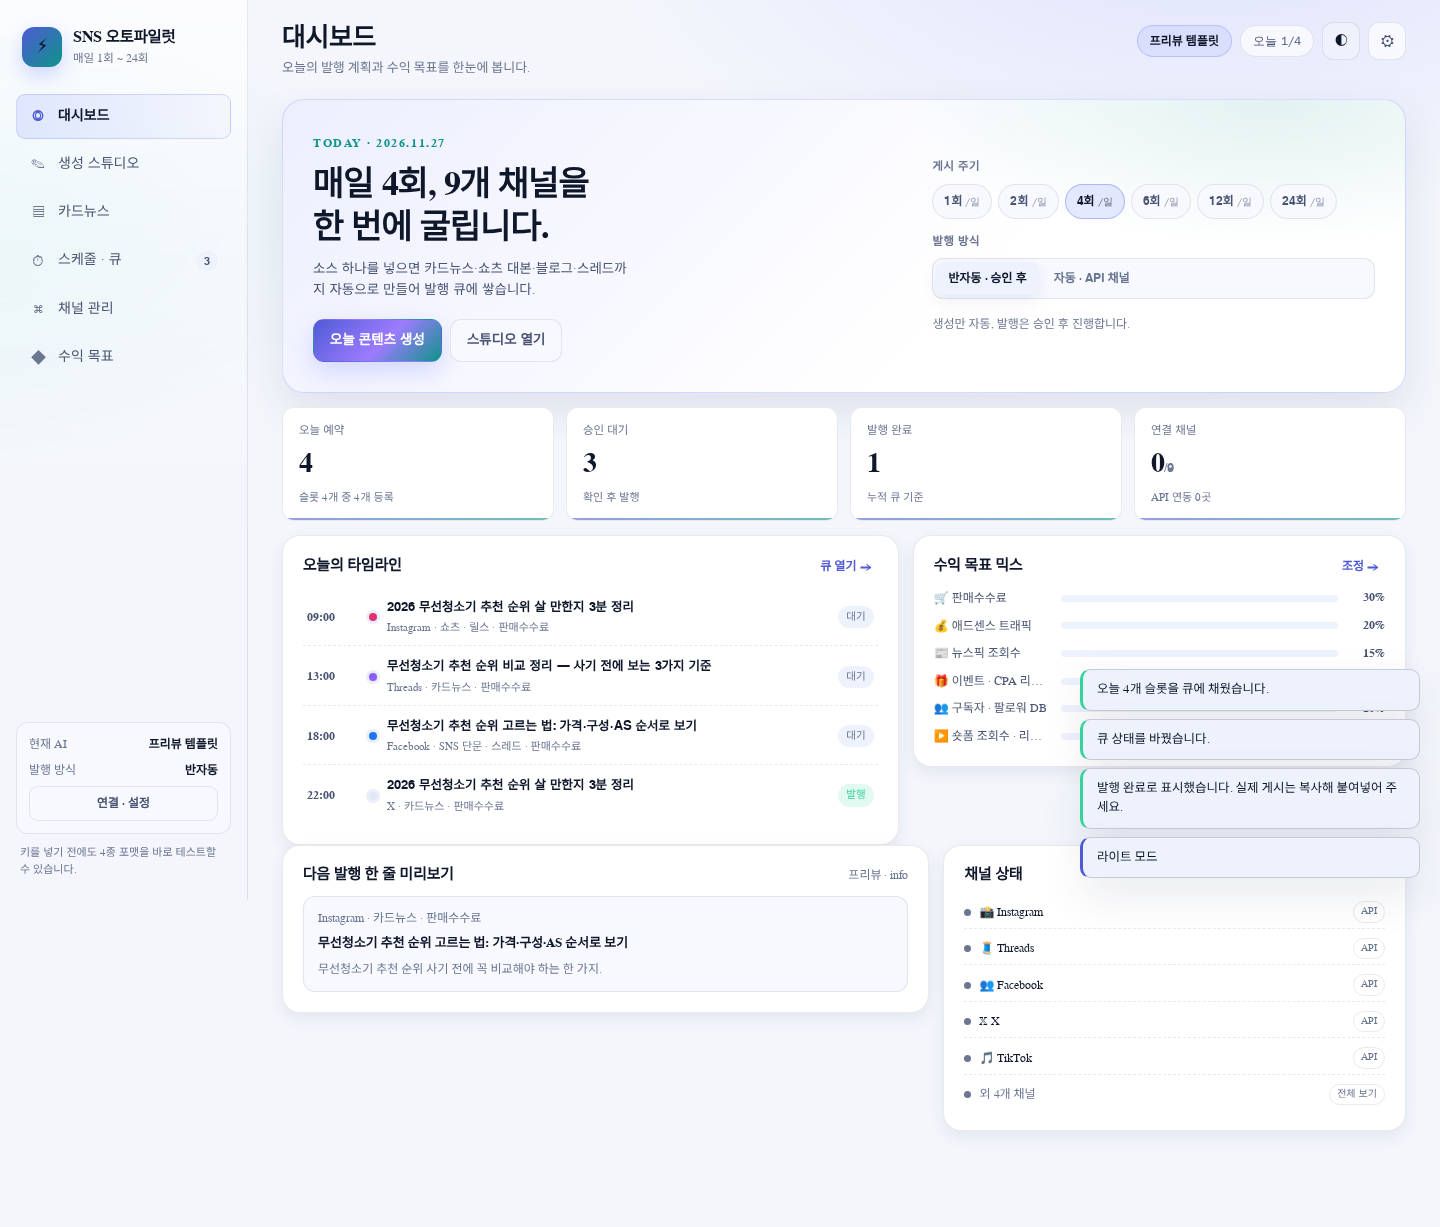 SNS 오토파일럿
매일 1회 ~ 24회
대시보드
생성 스튜디오
카드뉴스
스케줄 · 큐
3
채널 관리
수익 목표
현재 AI
프리뷰 템플릿
발행 방식
반자동
연결 · 설정
키를 넣기 전에도 4종 포맷을 바로 테스트할
수 있습니다.
대시보드
오늘의 발행 계획과 수익 목표를 한눈에 봅니다.
프리뷰 템플릿
오늘 1/4
TODAY · 2026.11.27
매일 4회, 9개 채널을
한 번에 굴립니다.
소스 하나를 넣으면 카드뉴스·쇼츠 대본·블로그·스레드까
지 자동으로 만들어 발행 큐에 쌓습니다.
오늘 콘텐츠 생성
스튜디오 열기
게시 주기
1회 /일
2회 /일
4회 /일
6회 /일
12회 /일
24회 /일
발행 방식
반자동 · 승인 후
자동 · API 채널
생성만 자동, 발행은 승인 후 진행합니다.
오늘 예약
4
슬롯 4개 중 4개 등록
승인 대기
3
확인 후 발행
발행 완료
1
누적 큐 기준
연결 채널
0/9
API 연동 0곳
오늘의 타임라인
큐 열기 →
09:00
2026 무선청소기 추천 순위 살 만한지 3분 정리
Instagram · 쇼츠 · 릴스 · 판매수수료
대기
13:00
무선청소기 추천 순위 비교 정리 — 사기 전에 보는 3가지 기준
Threads · 카드뉴스 · 판매수수료
대기
18:00
무선청소기 추천 순위 고르는 법: 가격·구성·AS 순서로 보기
Facebook · SNS 단문 · 스레드 · 판매수수료
대기
22:00
2026 무선청소기 추천 순위 살 만한지 3분 정리
X · 카드뉴스 · 판매수수료
발행
수익 목표 믹스
조정 →
판매수수료
30%
애드센스 트래픽
20%
뉴스픽 조회수
15%
이벤트 · CPA 리…
구독자 · 팔로워 DB
숏폼 조회수 · 리…
오늘 4개 슬롯을 큐에 채웠습니다.
큐 상태를 바꿨습니다.
발행 완료로 표시했습니다. 실제 게시는 복사해 붙여넣어 주
세요.
라이트 모드
다음 발행 한 줄 미리보기
프리뷰 · info
Instagram · 카드뉴스 · 판매수수료
무선청소기 추천 순위 고르는 법: 가격·구성·AS 순서로 보기
무선청소기 추천 순위 사기 전에 꼭 비교해야 하는 한 가지.
채널 상태
Instagram
API
Threads
API
Facebook
API
𝕏 X
API
TikTok
API
외 4개 채널
전체 보기